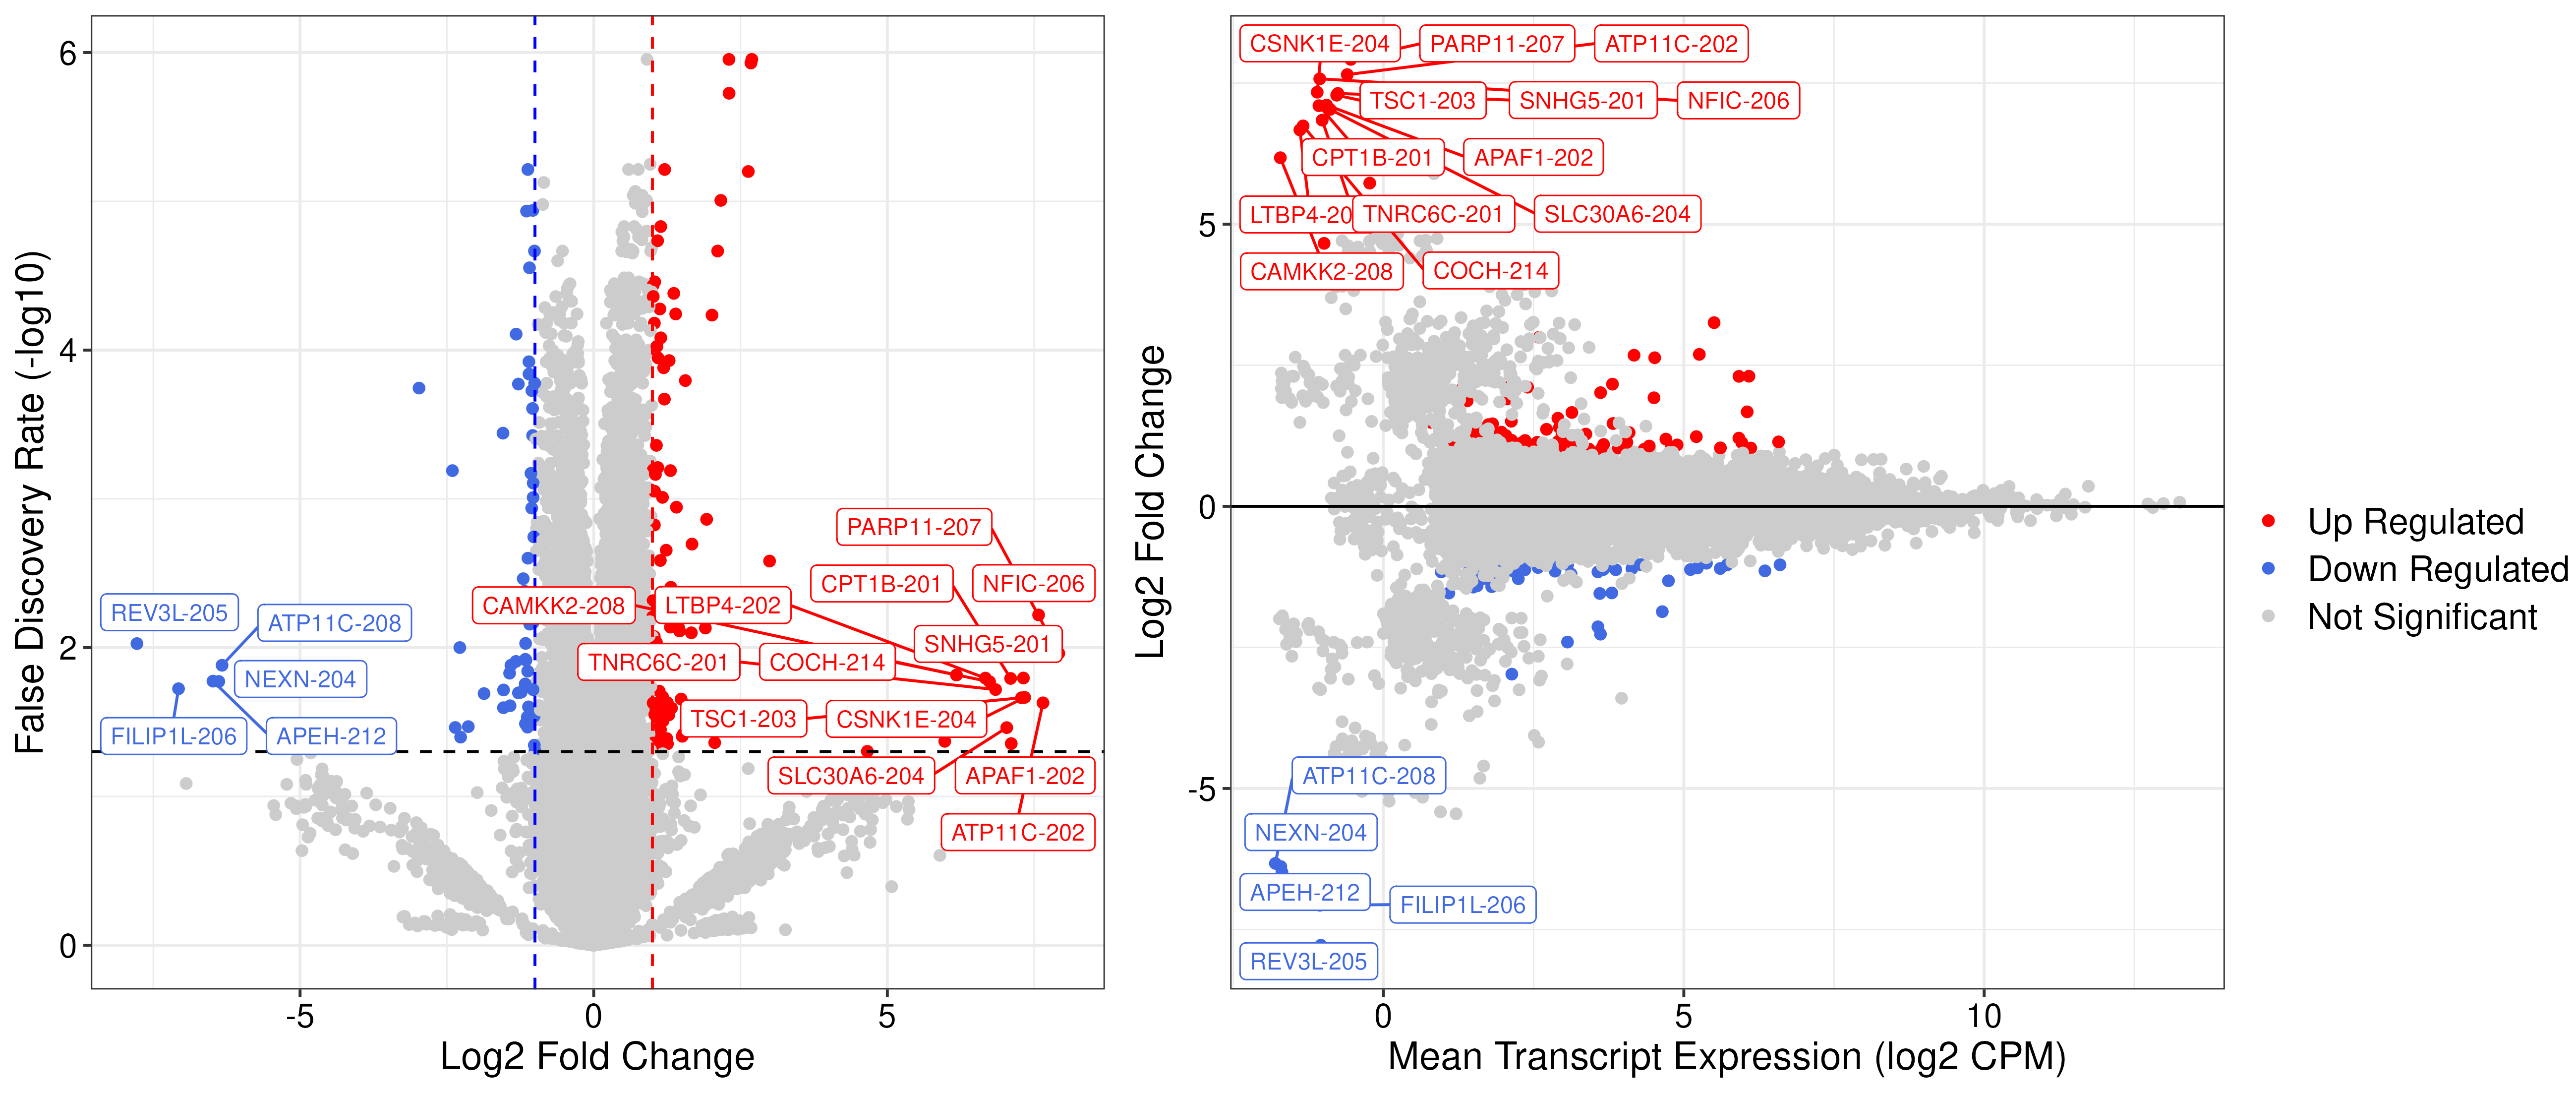 False Discovery Rate (-log10)
6
4
2
0
-5
0
5
Log2 Fold Change
PARP11-207
CPT1B-201
NFIC-206
CAMKK2-208
LTBP4-202
SNHG5-201
TNRC6C-201
COCH-214
TSC1-203
CSNK1E-204
SLC30A6-204
APAF1-202
ATP11C-202
REV3L-205
ATP11C-208
NEXN-204
FILIP1L-206
APEH-212
Log2 Fold Change
5
0
-5
0
5
10
Mean Transcript Expression (log2 CPM)
CSNK1E-204
PARP11-207
ATP11C-202
TSC1-203
SNHG5-201
NFIC-206
CPT1B-201
APAF1-202
LTBP4-20
TNRC6C-201
SLC30A6-204
CAMKK2-208
COCH-214
ATP11C-208
NEXN-204
APEH-212
FILIP1L-206
REV3L-205
Up Regulated
Down Regulated
Not Significant